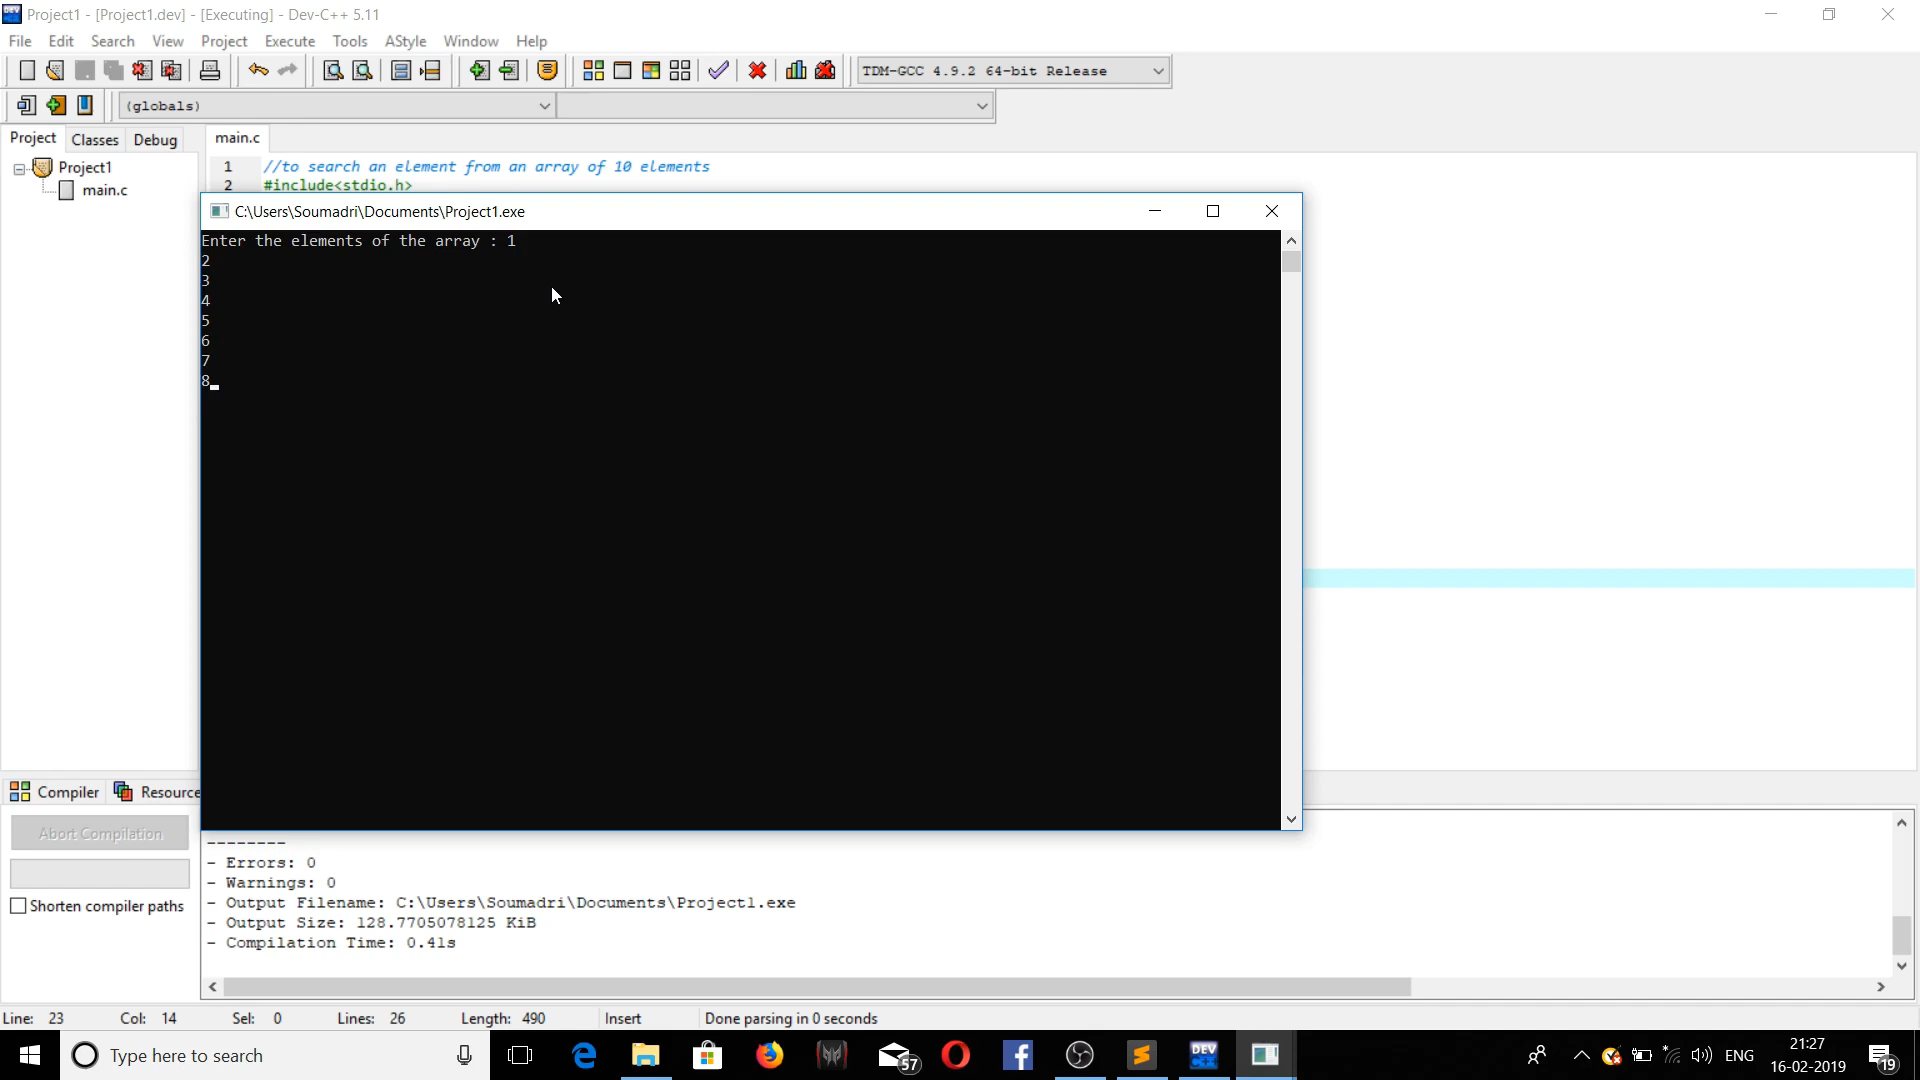 Project1 - [Project1.dev] - [Executing] - Dev-C++ 5.11
File Edit Search View Project Execute Tools AStyle Window Help
TDM-GCC 4.9.2 64-bit Release
(globals)
Project Classes Debug
main.c
Project1
main.c
1 //to search an element from an array of 10 elements
2 #include<stdio.h>
C:\Users\Soumadri\Documents\Project1.exe
Enter the elements of the array : 1
2
3
4
5
6
7
8
Compiler Resource
Abort Compilation
Shorten compiler paths
--------
- Errors: 0
- Warnings: 0
- Output Filename: C:\Users\Soumadri\Documents\Project1.exe
- Output Size: 128.7705078125 KiB
- Compilation Time: 0.41s
Line: 23 Col: 14 Sel: 0 Lines: 26 Length: 490 Insert Done parsing in 0 seconds
Type here to search
57
DEV
ENG
21:27
16-02-2019
19